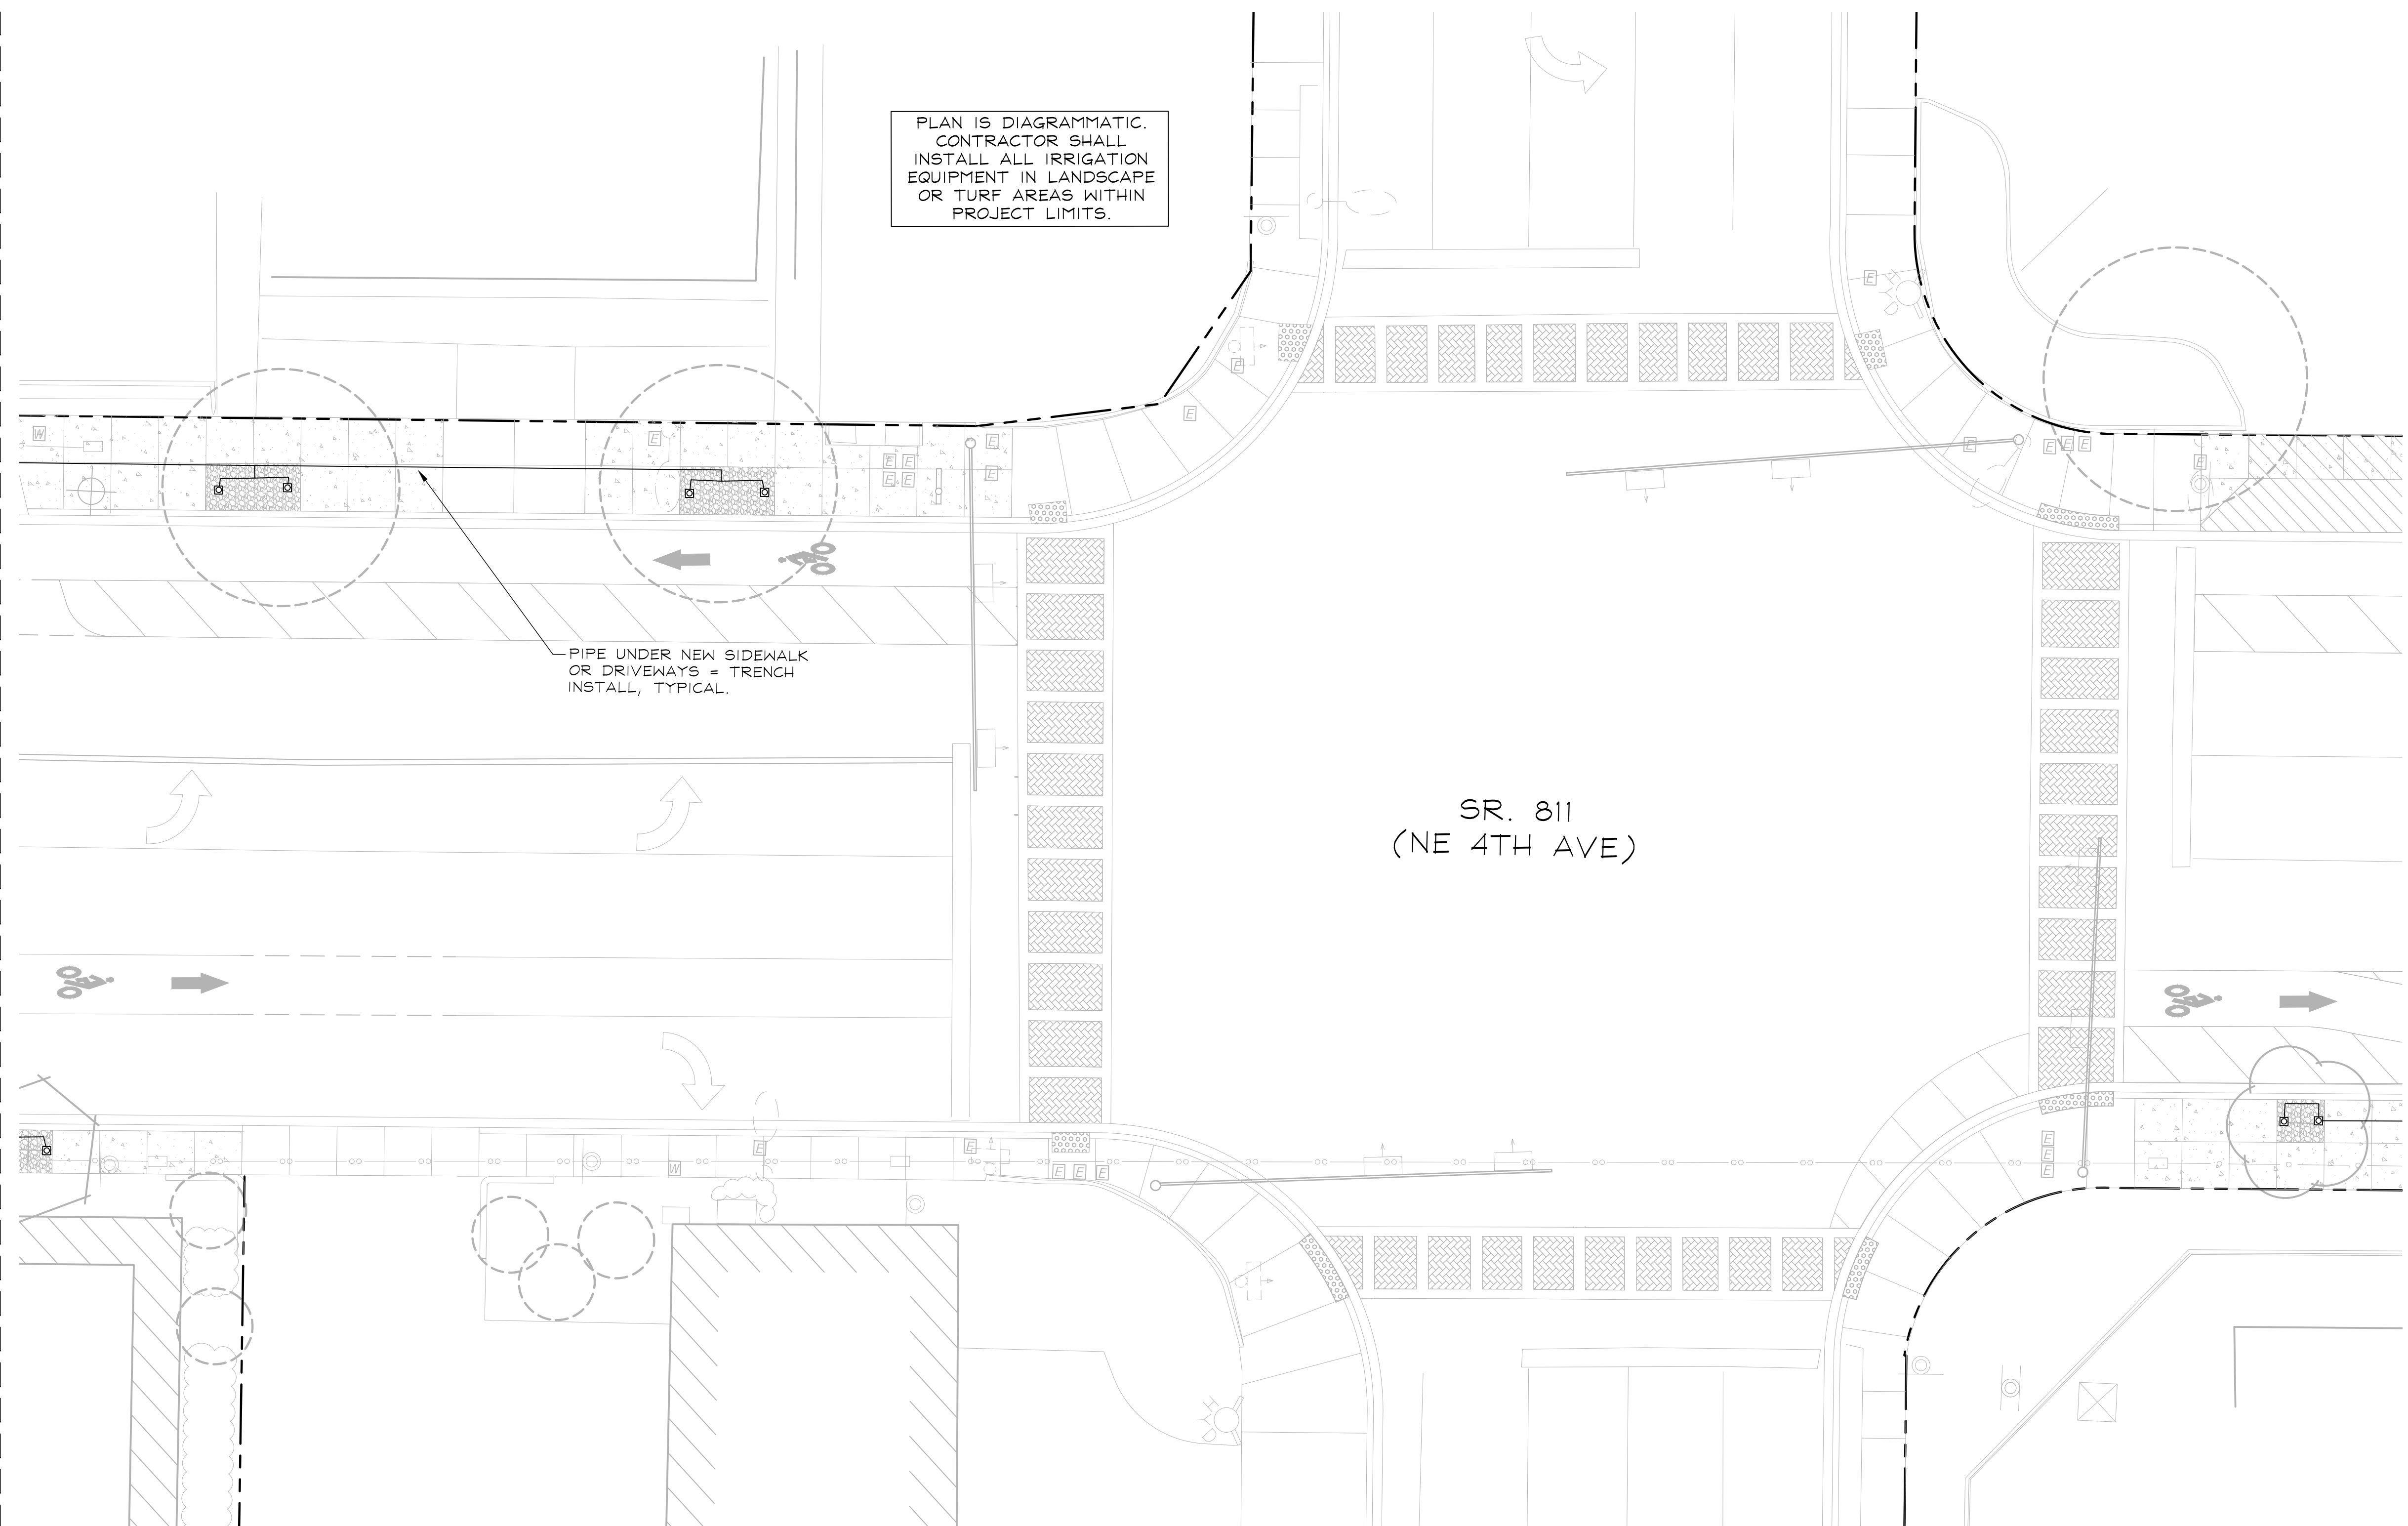 PLAN IS DIAGRAMMATIC.
CONTRACTOR SHALL
INSTALL ALL IRRIGATION
EQUIPMENT IN LANDSCAPE
OR TURF AREAS WITHIN
PROJECT LIMITS.
E
E
E
E
W
E
E
E
E
E
E
E
E
E
E
E
E
PIPE UNDER NEW SIDEWALK
OR DRIVEWAYS = TRENCH
INSTALL, TYPICAL.
SR. 811
(NE 4TH AVE)
E
E
W
E
E
E
E
E
E
H
Y
D
H
Y
D